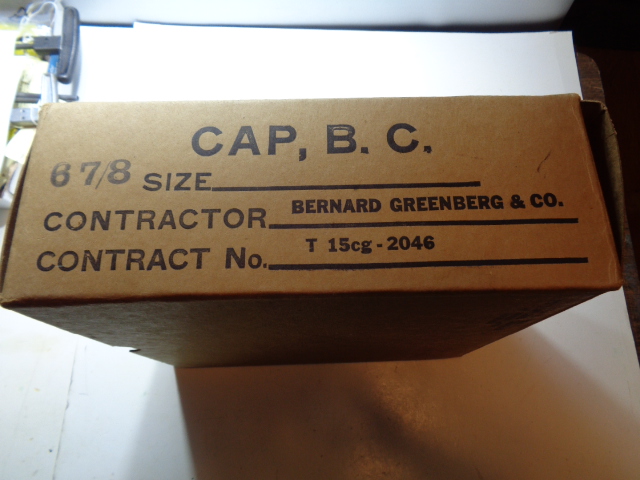 CAP, B. C.
6 7/8 SIZE
CONTRACTOR BERNARD GREENBERG & CO.
CONTRACT No. T 15cg-2046